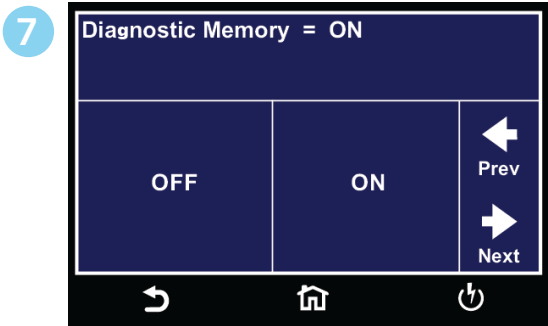 7
Diagnostic Memory = ON
OFF
ON
Prev
Next